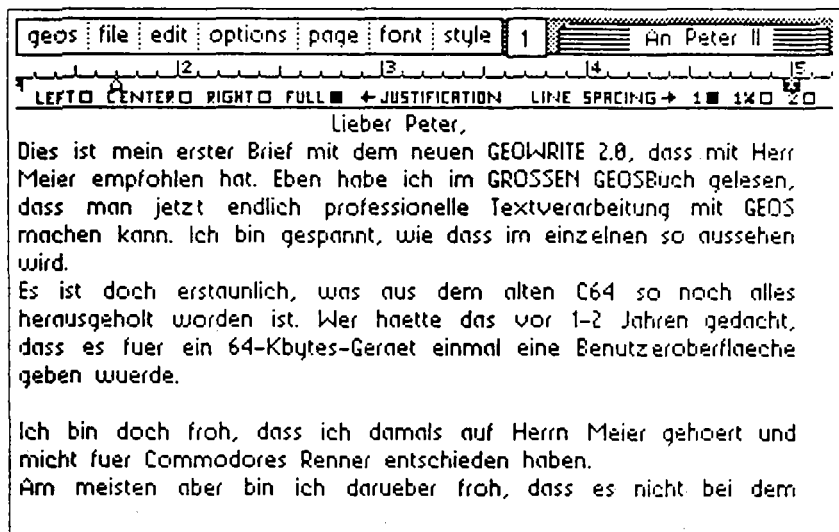 geos file edit options page font style 1 An Peter II
2 3 4 5
LEFT CENTER RIGHT FULL ←JUSTIFICATION LINE SPACING→ 1 1½ 2
Lieber Peter,
Dies ist mein erster Brief mit dem neuen GEOWRITE 2.0, dass mit Herr
Meier empfohlen hat. Eben habe ich im GROSSEN GEOSBuch gelesen,
dass man jetzt endlich professionelle Textverarbeitung mit GEOS
machen kann. Ich bin gespannt, wie dass im einzelnen so aussehen
wird.
Es ist doch erstaunlich, was aus dem alten C64 so noch alles
herausgeholt worden ist. Wer haette das vor 1-2 Jahren gedacht,
dass es fuer ein 64-Kbytes-Geraet einmal eine Benutzeroberflaeche
geben wuerde.
Ich bin doch froh, dass ich damals auf Herrn Meier gehoert und
micht fuer Commodores Renner entschieden haben.
Am meisten aber bin ich darueber froh, dass es nicht bei dem